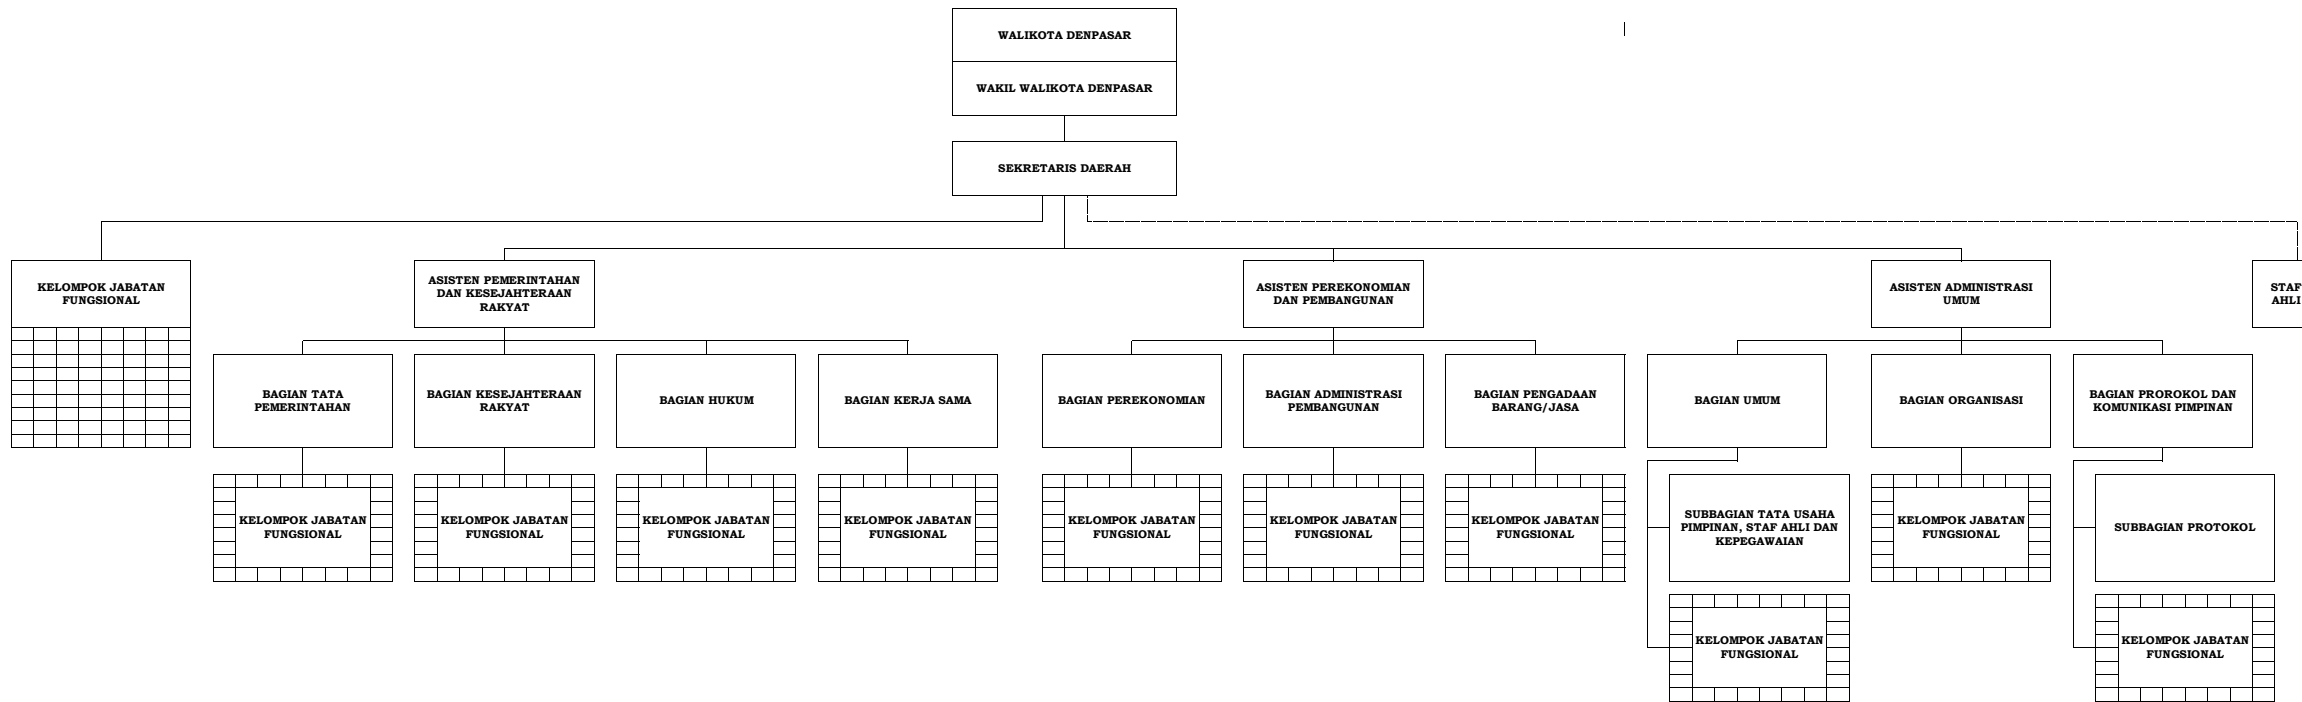 WALIKOTA DENPASAR
WAKIL WALIKOTA DENPASAR
SEKRETARIS DAERAH
KELOMPOK JABATAN
FUNGSIONAL
ASISTEN PEMERINTAHAN
DAN KESEJAHTERAAN
RAKYAT
ASISTEN PEREKONOMIAN
DAN PEMBANGUNAN
ASISTEN ADMINISTRASI
UMUM
STAF
AHLI
BAGIAN TATA
PEMERINTAHAN
BAGIAN KESEJAHTERAAN
RAKYAT
BAGIAN HUKUM
BAGIAN KERJA SAMA
BAGIAN PEREKONOMIAN
BAGIAN ADMINISTRASI
PEMBANGUNAN
BAGIAN PENGADAAN
BARANG/JASA
BAGIAN UMUM
BAGIAN ORGANISASI
BAGIAN PROROKOL DAN
KOMUNIKASI PIMPINAN
KELOMPOK JABATAN
FUNGSIONAL
KELOMPOK JABATAN
FUNGSIONAL
KELOMPOK JABATAN
FUNGSIONAL
KELOMPOK JABATAN
FUNGSIONAL
KELOMPOK JABATAN
FUNGSIONAL
KELOMPOK JABATAN
FUNGSIONAL
KELOMPOK JABATAN
FUNGSIONAL
SUBBAGIAN TATA USAHA
PIMPINAN, STAF AHLI DAN
KEPEGAWAIAN
KELOMPOK JABATAN
FUNGSIONAL
SUBBAGIAN PROTOKOL
KELOMPOK JABATAN
FUNGSIONAL
KELOMPOK JABATAN
FUNGSIONAL